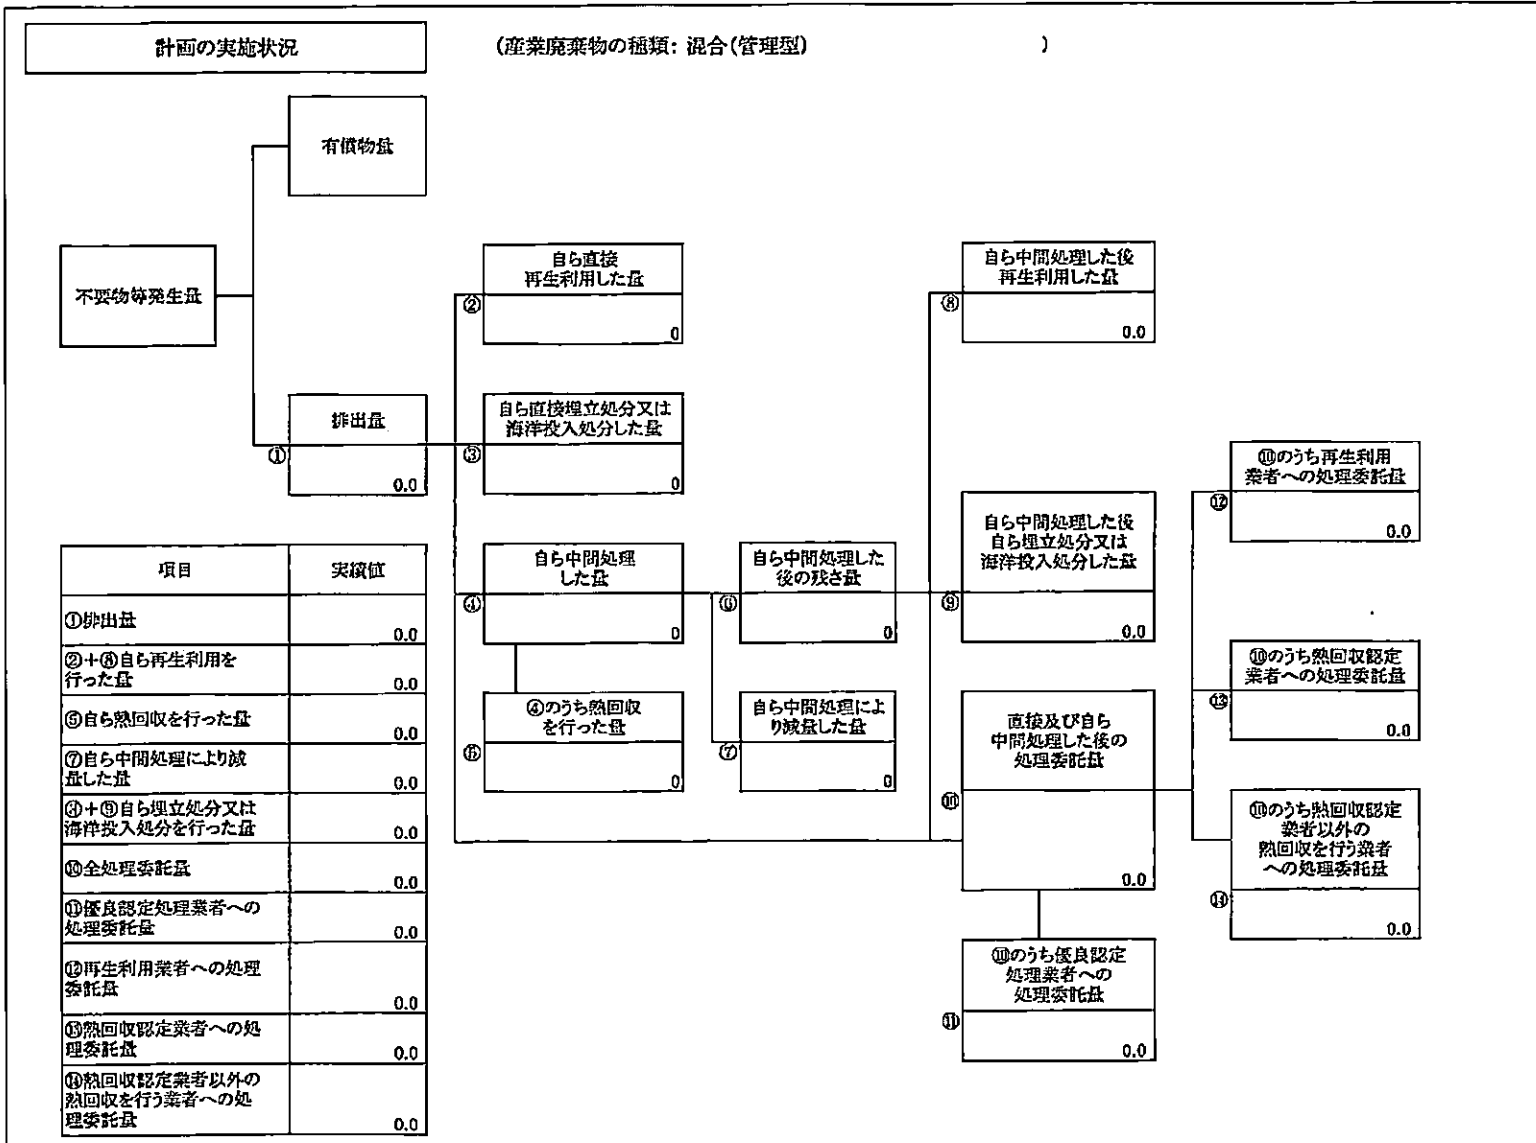 計画の実施状況
(産業廃棄物の種類: 混合(管理型) )
有償物量
不要物等発生量
自ら直接
再生利用した量
②
0
自ら中間処理した後
再生利用した量
⑧
0.0
排出量
①
0.0
自ら直接埋立処分又は
海洋投入処分した量
③
0
⑩のうち再生利用
業者への処理委託量
⑫
0.0
自ら中間処理
した量
④
0
自ら中間処理した
後の残さ量
⑥
0
自ら中間処理した後
自ら埋立処分又は
海洋投入処分した量
⑨
0.0
④のうち熱回収
を行った量
⑤
0
自ら中間処理によ
り減量した量
⑦
0
直接及び自ら
中間処理した後の
処理委託量
⑩
0.0
⑩のうち熱回収認定
業者への処理委託量
⑬
0.0
⑩のうち熱回収認定
業者以外の
熱回収を行う業者
への処理委託量
⑭
0.0
⑩のうち優良認定
処理業者への
処理委託量
⑪
0.0
項目 実績値
①排出量 0.0
②+⑧自ら再生利用を
行った量 0.0
⑤自ら熱回収を行った量 0.0
⑦自ら中間処理により減
量した量 0.0
③+⑨自ら埋立処分又は
海洋投入処分を行った量 0.0
⑩全処理委託量 0.0
⑪優良認定処理業者への
処理委託量 0.0
⑫再生利用業者への処理
委託量 0.0
⑬熱回収認定業者への処
理委託量 0.0
⑭熱回収認定業者以外の
熱回収を行う業者への処
理委託量 0.0